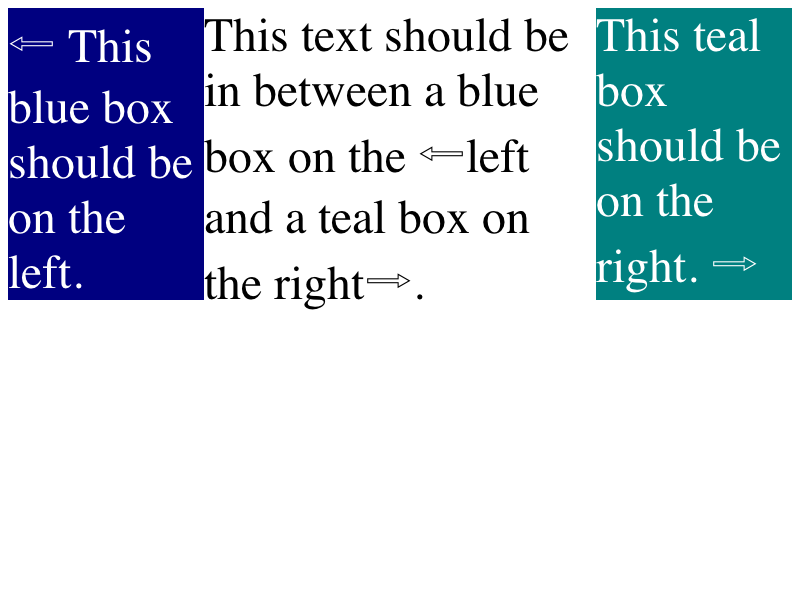 ⇦ This
blue box
should be
on the
left.
This text should be
in between a blue
box on the ⇦left
and a teal box on
the right⇨.
This teal
box
should be
on the
right. ⇨